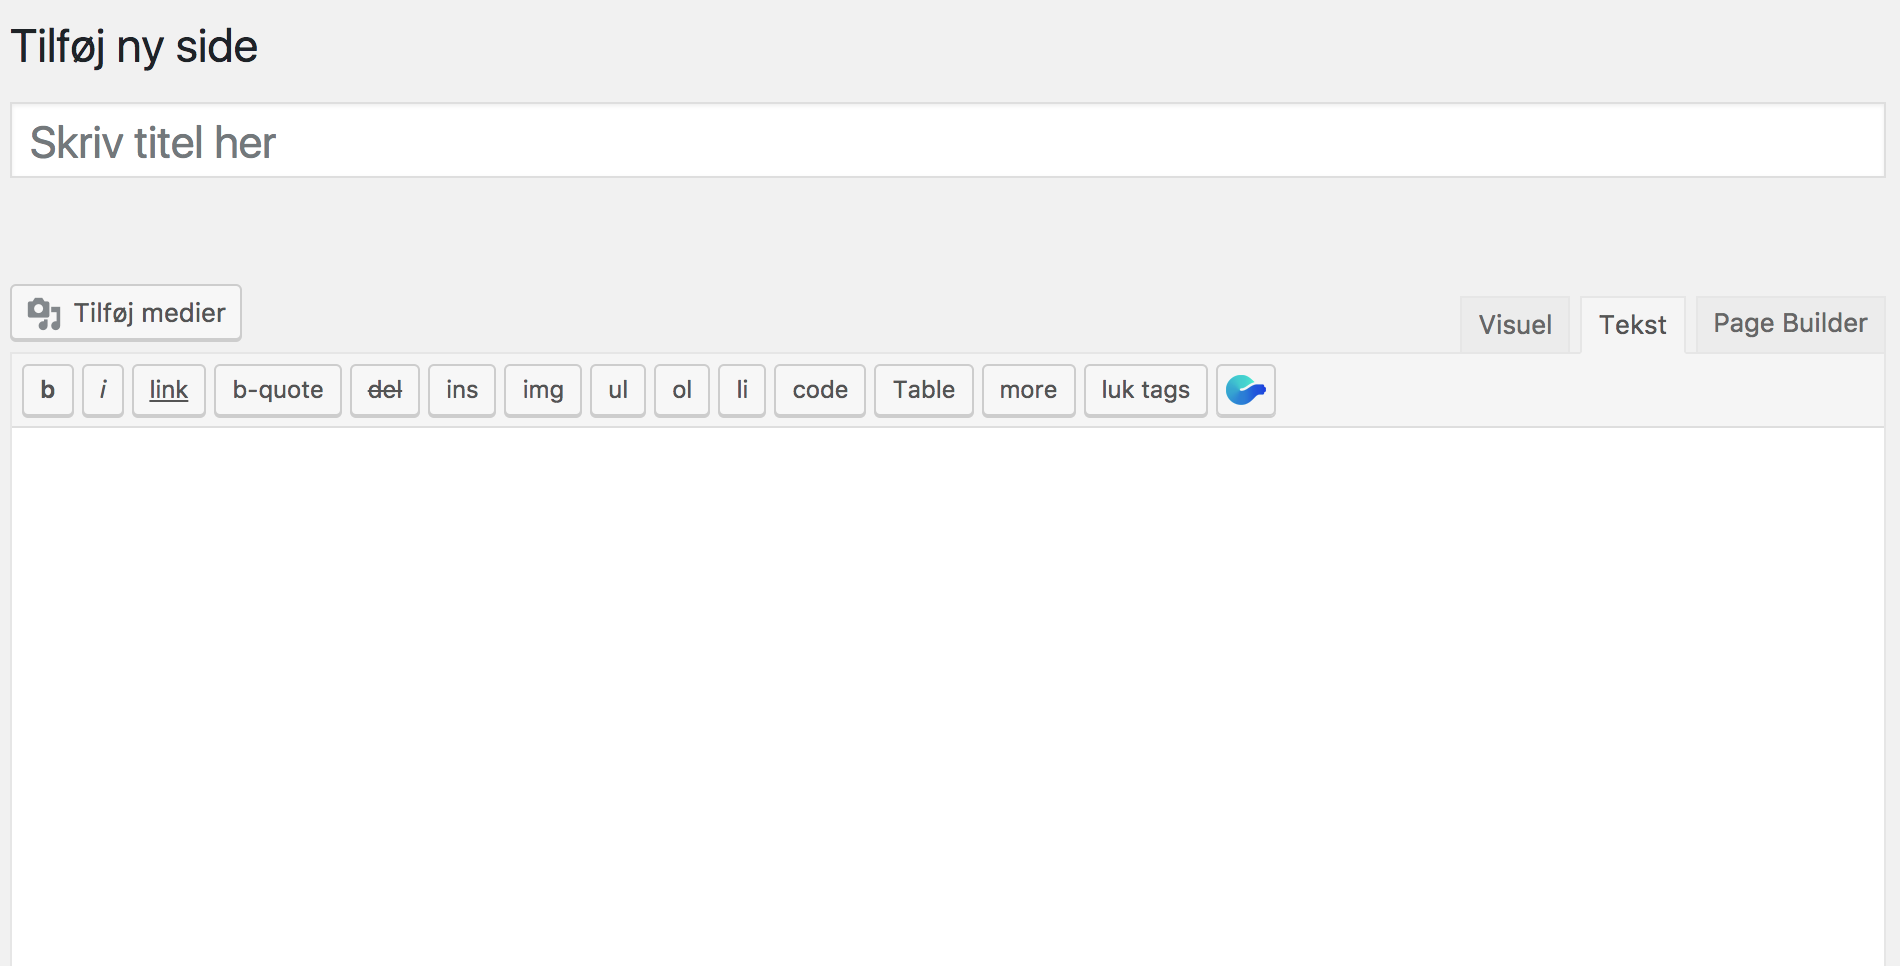 Tilføj ny side
Skriv titel her
Tilføj medier
Visuel Tekst Page Builder
b i link b-quote del ins img ul ol li code Table more luk tags